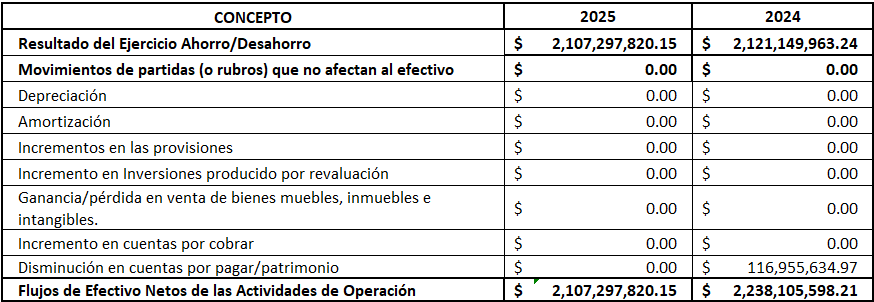 CONCEPTO 2025 2024
Resultado del Ejercicio Ahorro/Desahorro $ 2,107,297,820.15 $ 2,121,149,963.24
Movimientos de partidas (o rubros) que no afectan al efectivo $ 0.00 $ 0.00
Depreciación $ 0.00 $ 0.00
Amortización $ 0.00 $ 0.00
Incrementos en las provisiones $ 0.00 $ 0.00
Incremento en Inversiones producido por revaluación $ 0.00 $ 0.00
Ganancia/pérdida en venta de bienes muebles, inmuebles e
intangibles. $ 0.00 $ 0.00
Incremento en cuentas por cobrar $ 0.00 $ 0.00
Disminución en cuentas por pagar/patrimonio $ 0.00 $ 116,955,634.97
Flujos de Efectivo Netos de las Actividades de Operación $ 2,107,297,820.15 $ 2,238,105,598.21